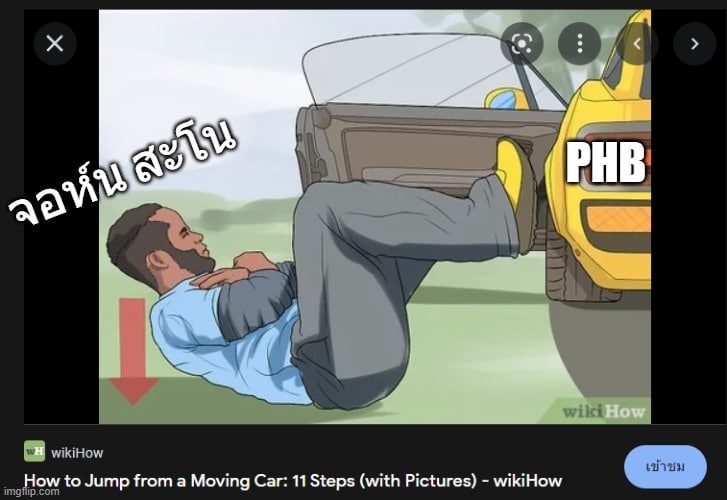 จอห์น สะโน
PHB
wikiHow
wH wikiHow
How to Jump from a Moving Car: 11 Steps (with Pictures) - wikiHow
เข้าชม
imgflip.com